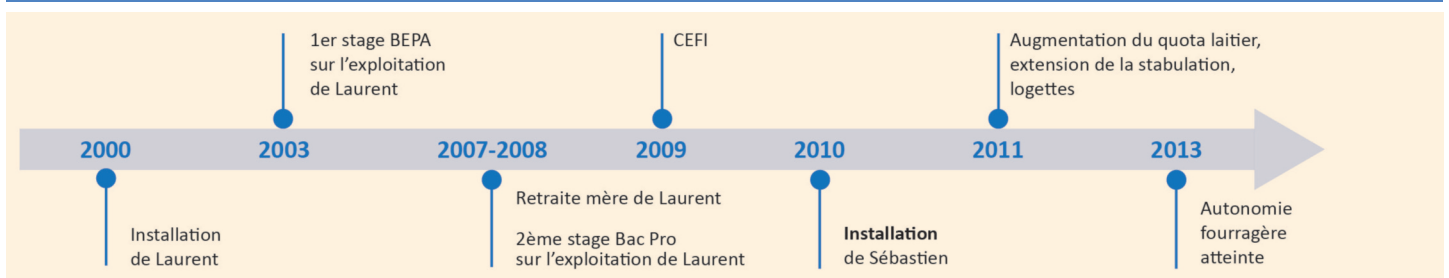 1er stage BEPA
sur l’exploitation
de Laurent
CEFI
Augmentation du quota laitier,
extension de la stabulation,
logettes
2000
2003
2007-2008
2009
2010
2011
2013
Installation
de Laurent
Retraite mère de Laurent
2ème stage Bac Pro
sur l’exploitation de Laurent
Installation
de Sébastien
Autonomie
fourragère
atteinte